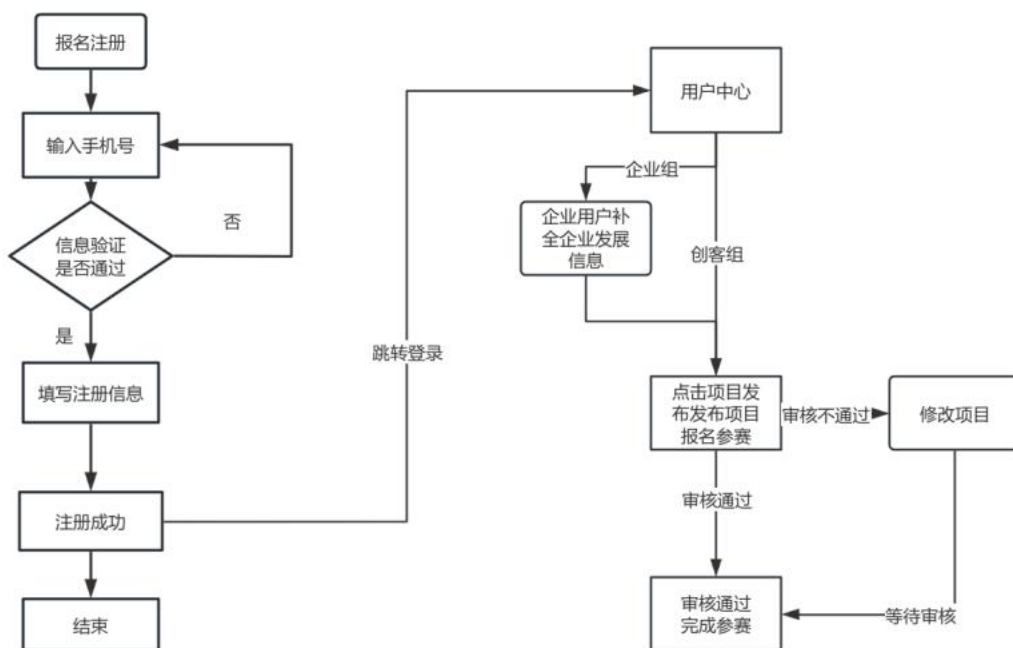 报名注册
输入手机号
信息验证
是否通过
否
是
填写注册信息
注册成功
结束
跳转登录
用户中心
企业组
企业用户补
全企业发展
信息
创客组
点击项目发
布发布项目
报名参赛
审核不通过
修改项目
审核通过
审核通过
完成参赛
等待审核